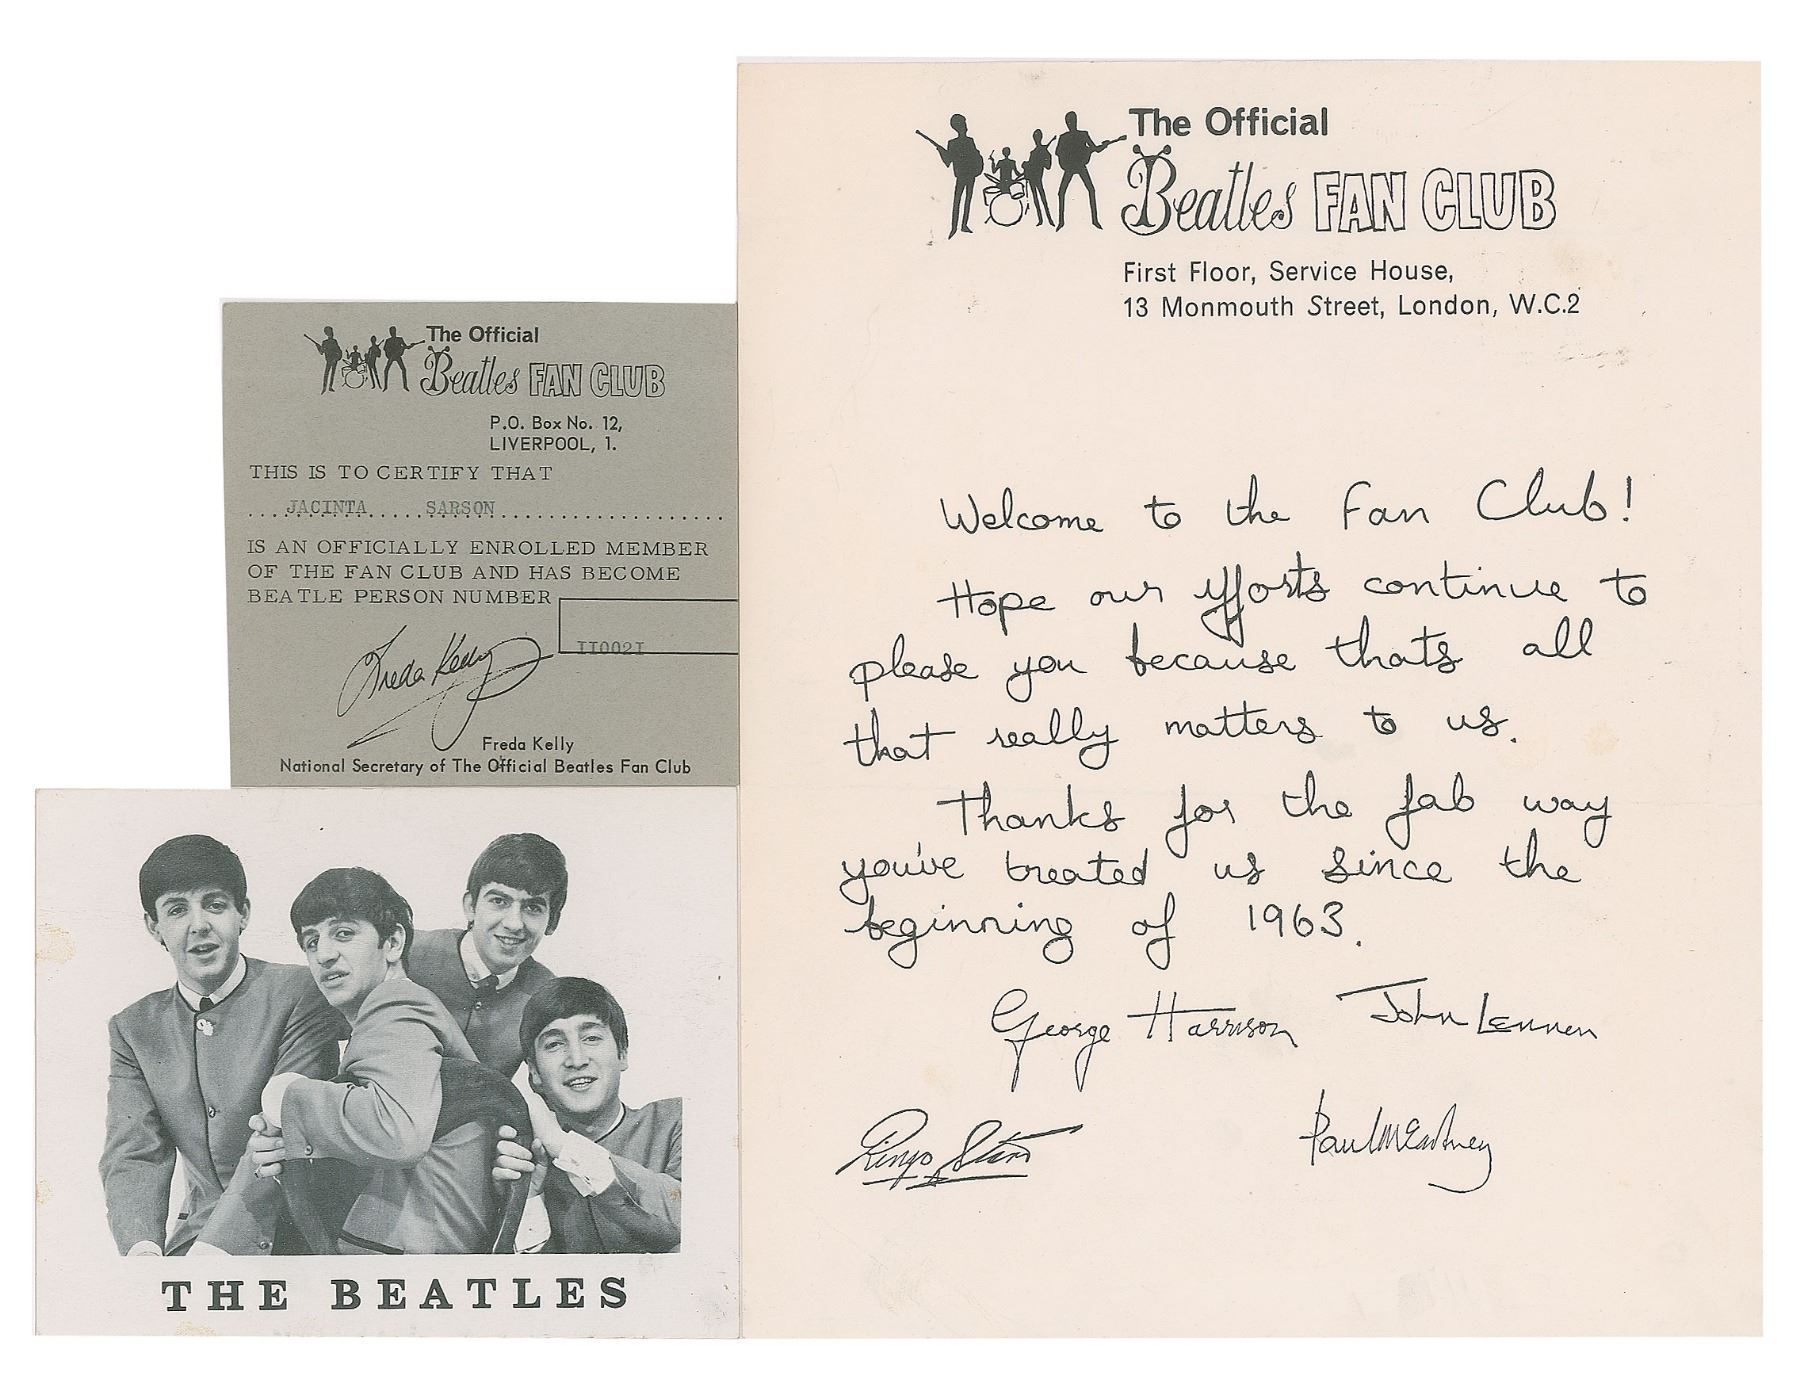 The Official
Beatles FAN CLUB
P.O. Box No. 12,
LIVERPOOL, 1.
THIS IS TO CERTIFY THAT
JACINTA SARSON
IS AN OFFICIALLY ENROLLED MEMBER
OF THE FAN CLUB AND HAS BECOME
BEATLE PERSON NUMBER
II002I
Freda Kelly
Freda Kelly
National Secretary of The Official Beatles Fan Club
THE BEATLES
The Official
Beatles FAN CLUB
First Floor, Service House,
13 Monmouth Street, London, W.C.2
Welcome to the Fan Club!
Hope our efforts continue to
please you because thats all
that really matters to us.
Thanks for the fab way
you've treated us since the
beginning of 1963.
George Harrison John Lennon
Ringo Starr Paul McCartney